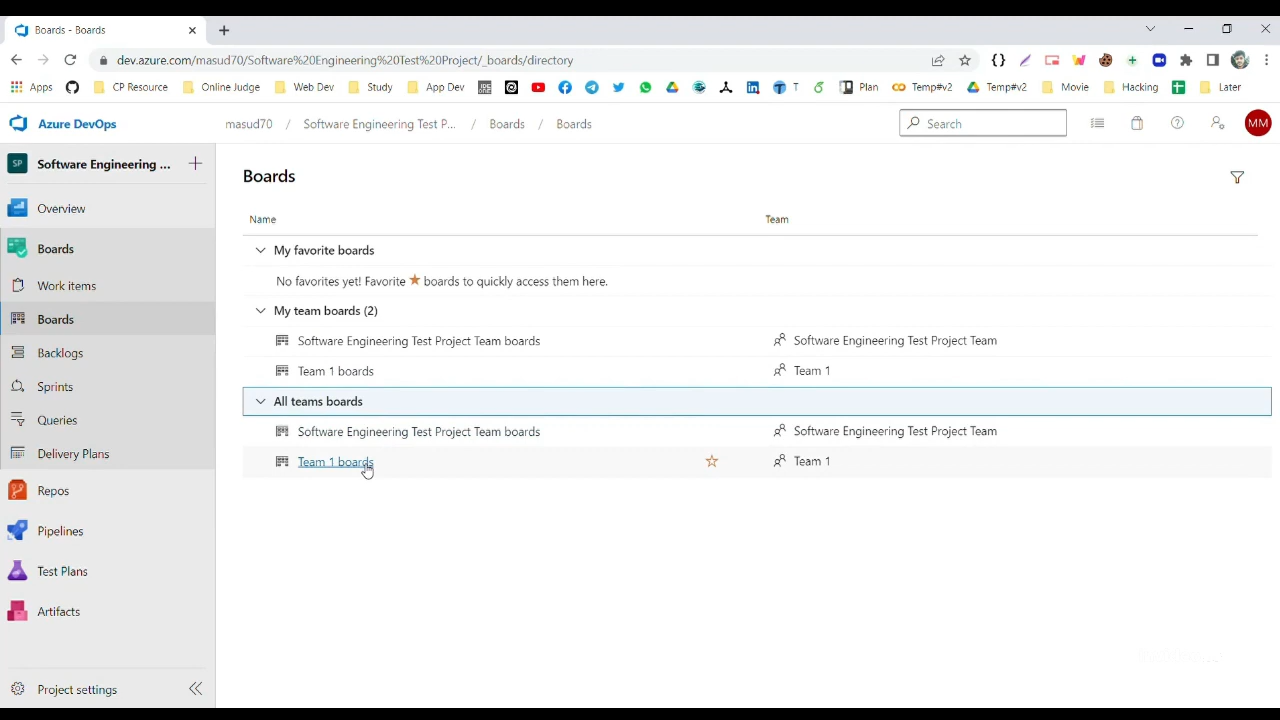 Boards - Boards
dev.azure.com/masud70/Software%20Engineering%20Test%20Project/_boards/directory
Apps CP Resource Online Judge Web Dev Study App Dev T Plan Temp#v2 Temp#v2 Movie Hacking Later
Azure DevOps masud70 / Software Engineering Test P... / Boards / Boards Search MM
SP Software Engineering ...
Overview
Boards
Work items
Boards
Backlogs
Sprints
Queries
Delivery Plans
Repos
Pipelines
Test Plans
Artifacts
Project settings
Boards
Name Team
My favorite boards
No favorites yet! Favorite ★ boards to quickly access them here.
My team boards (2)
Software Engineering Test Project Team boards Software Engineering Test Project Team
Team 1 boards Team 1
All teams boards
Software Engineering Test Project Team boards Software Engineering Test Project Team
Team 1 boards Team 1